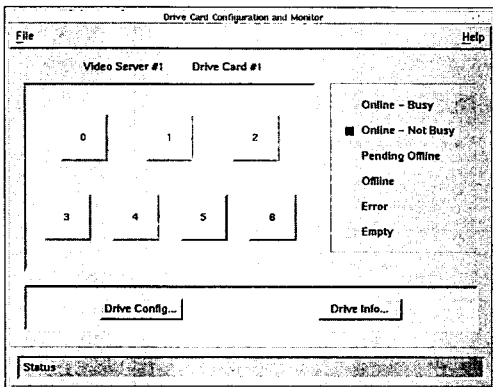 Drive Card Configuration and Monitor
File Help
Video Server #1 Drive Card #1
0 1 2
3 4 5 6
Online - Busy
Online - Not Busy
Pending Offline
Offline
Error
Empty
Drive Config... Drive Info...
Status